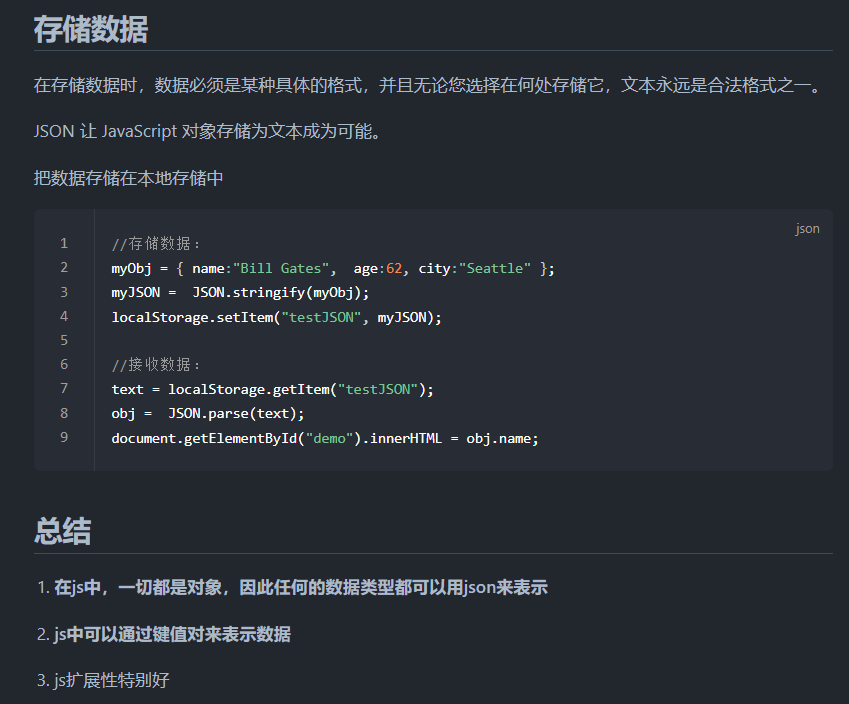 存储数据
在存储数据时，数据必须是某种具体的格式，并且无论您选择在何处存储它，文本永远是合法格式之一。
JSON 让 JavaScript 对象存储为文本成为可能。
把数据存储在本地存储中
json
1 //存储数据：
2 myObj = { name:"Bill Gates",  age:62, city:"Seattle" };
3 myJSON =  JSON.stringify(myObj);
4 localStorage.setItem("testJSON", myJSON);
5
6 //接收数据：
7 text = localStorage.getItem("testJSON");
8 obj =  JSON.parse(text);
9 document.getElementById("demo").innerHTML = obj.name;
总结
1. 在js中，一切都是对象，因此任何的数据类型都可以用json来表示
2. js中可以通过键值对来表示数据
3. js扩展性特别好